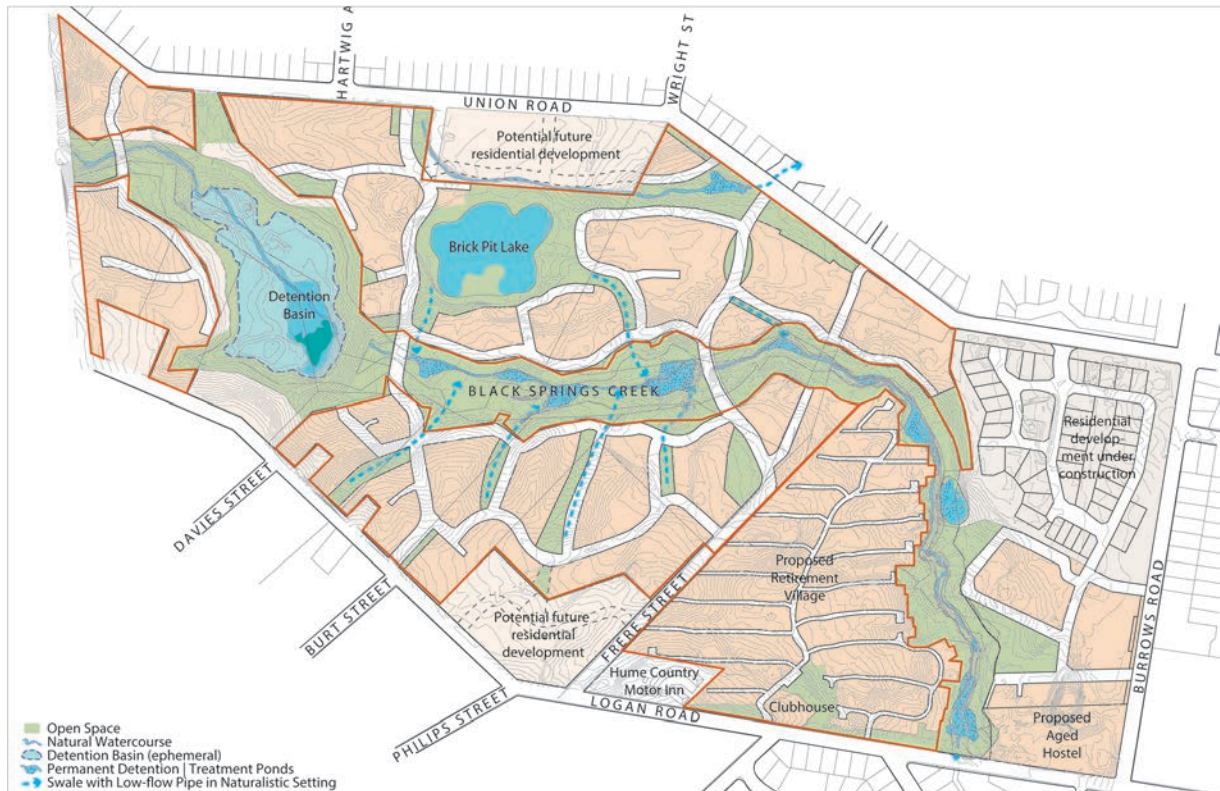 HARTWIG A
WRIGHT ST
UNION ROAD
Potential future
residential development
Brick Pit Lake
Detention
Basin
BLACK SPRINGS CREEK
Residential
develop-
ment under
construction
DAVIES STREET
BURT STREET
PHILIPS STREET
Potential future
residential
development
FRERE STREET
Proposed
Retirement
Village
Hume Country
Motor Inn
LOGAN ROAD
Clubhouse
BURROWS ROAD
Proposed
Aged
Hostel
Open Space
Natural Watercourse
Detention Basin (ephemeral)
Permanent Detention | Treatment Ponds
Swale with Low-flow Pipe in Naturalistic Setting